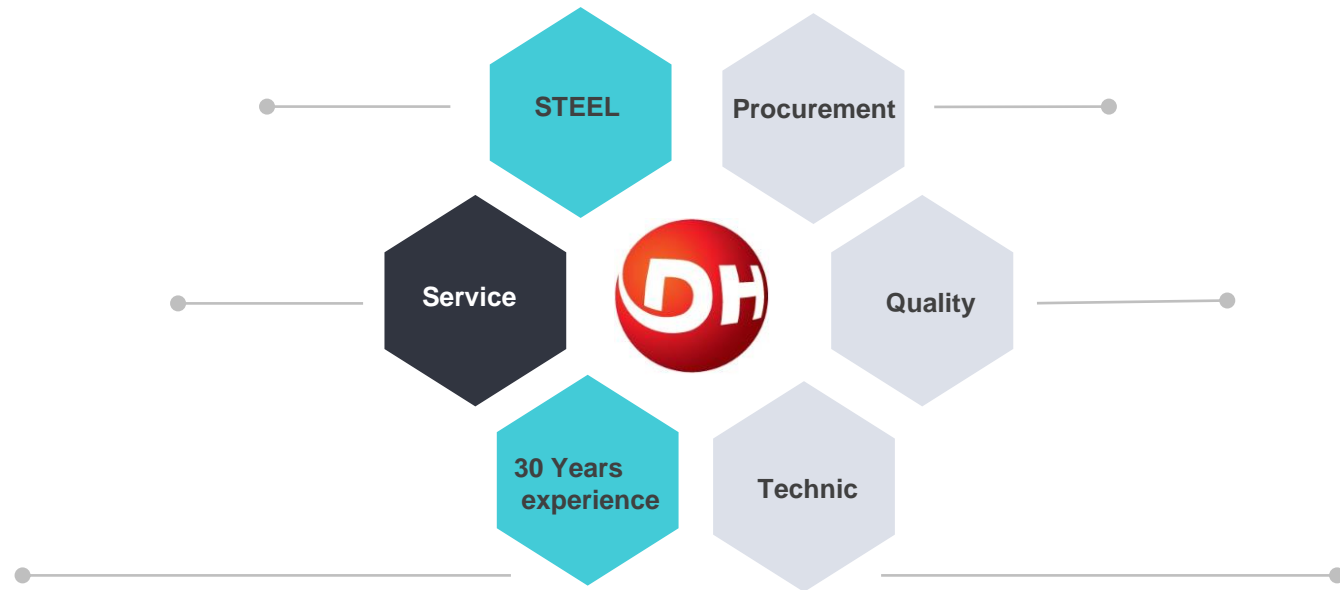 STEEL
Procurement
Service
DH
Quality
30 Years
experience
Technic